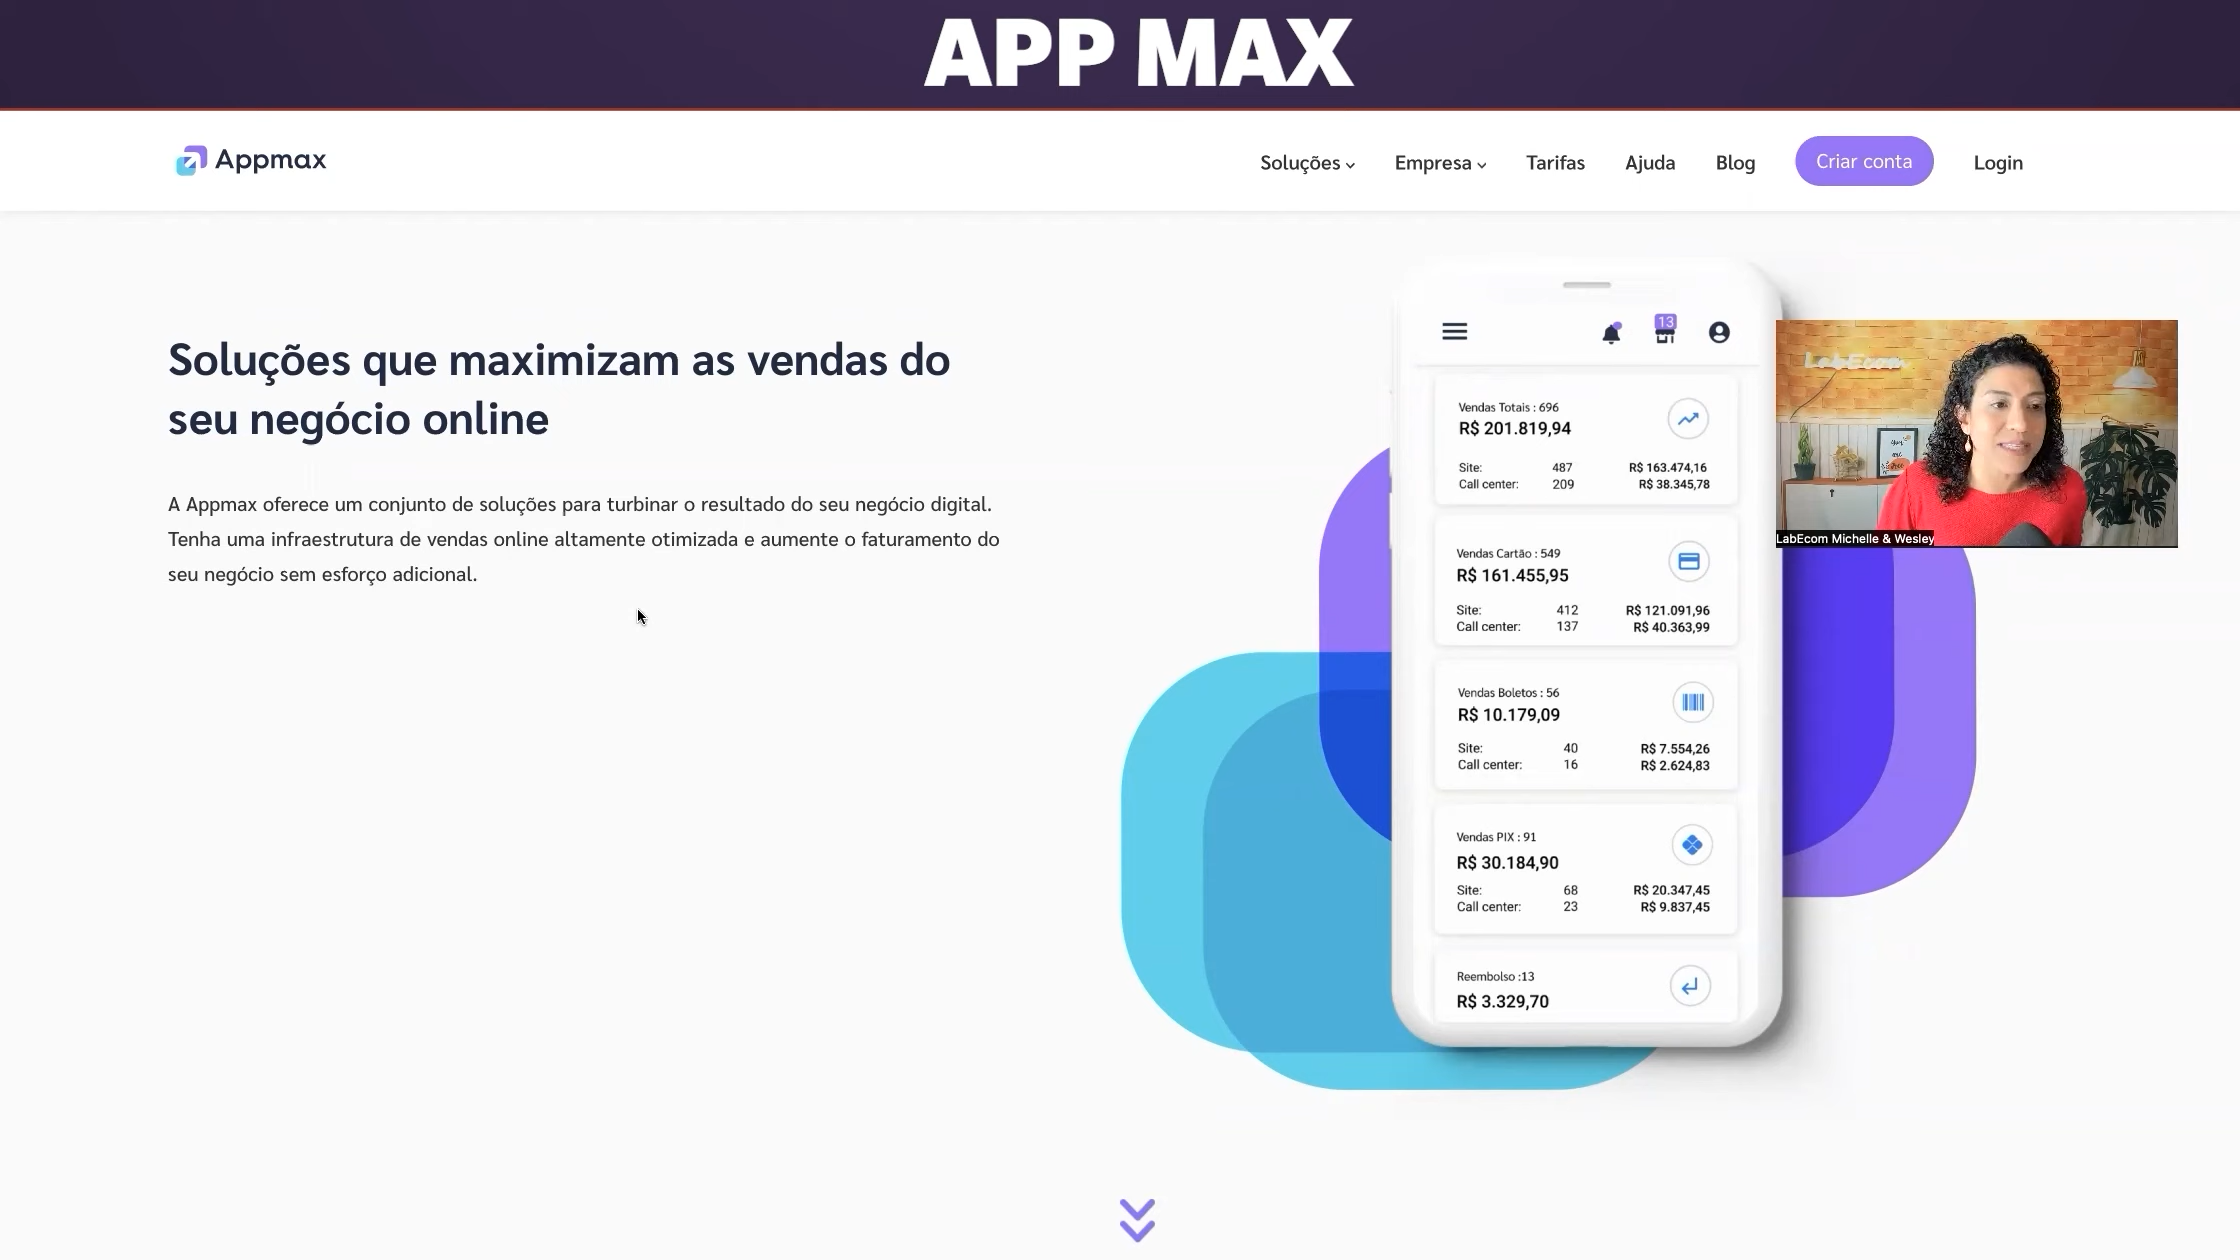 APP MAX
Appmax
Soluções
Empresa
Tarifas
Ajuda
Blog
Criar conta
Login
Soluções que maximizam as vendas do
seu negócio online
A Appmax oferece um conjunto de soluções para turbinar o resultado do seu negócio digital.
Tenha uma infraestrutura de vendas online altamente otimizada e aumente o faturamento do
seu negócio sem esforço adicional.
13
Vendas Totais : 696
R$ 201.819,94
Site: 487 R$ 163.474,16
Call center: 209 R$ 38.345,78
Vendas Cartão : 549
R$ 161.455,95
Site: 412 R$ 121.091,96
Call center: 137 R$ 40.363,99
Vendas Boletos : 56
R$ 10.179,09
Site: 40 R$ 7.554,26
Call center: 16 R$ 2.624,83
Vendas PIX : 91
R$ 30.184,90
Site: 68 R$ 20.347,45
Call center: 23 R$ 9.837,45
Reembolso :13
R$ 3.329,70
LabEcom
LabEcom Michelle & Wesley